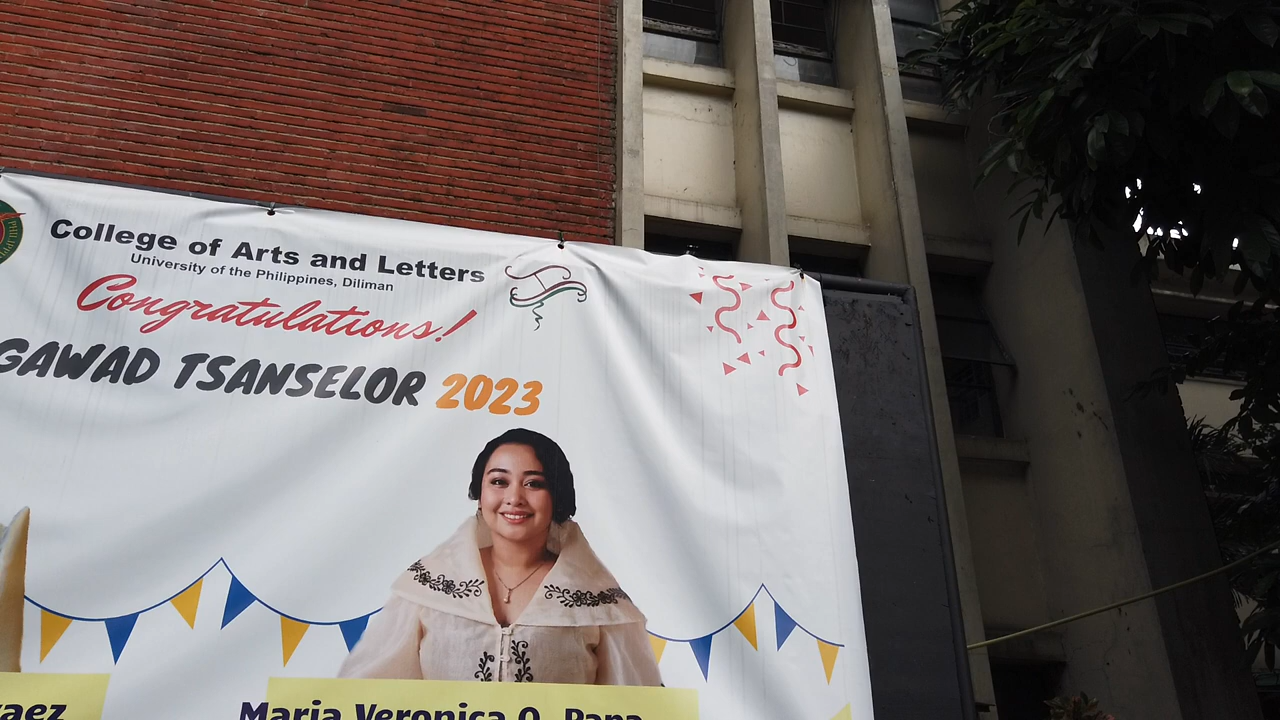 College of Arts and Letters
University of the Philippines, Diliman
Congratulations!
GAWAD TSANSELOR 2023
Maria Veronica O. Papa